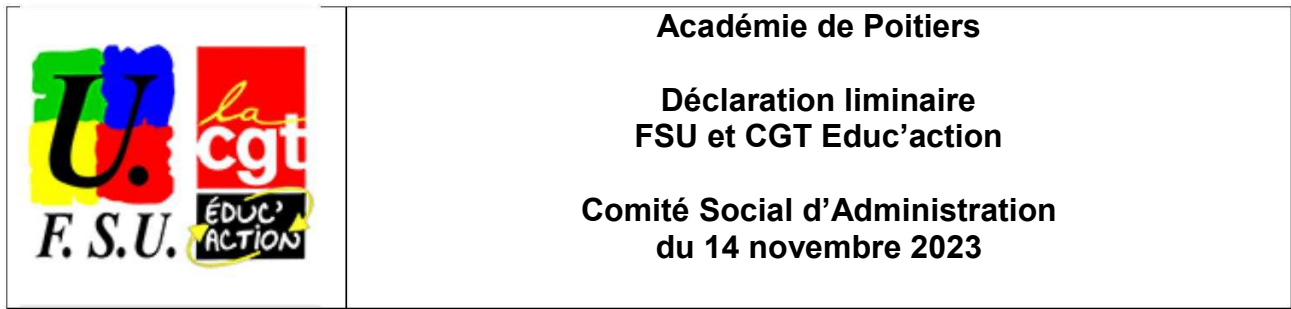 U.
F. S.U.
la
cgt
ÉDUC'
ACTION
Académie de Poitiers
Déclaration liminaire
FSU et CGT Educ’action
Comité Social d’Administration
du 14 novembre 2023